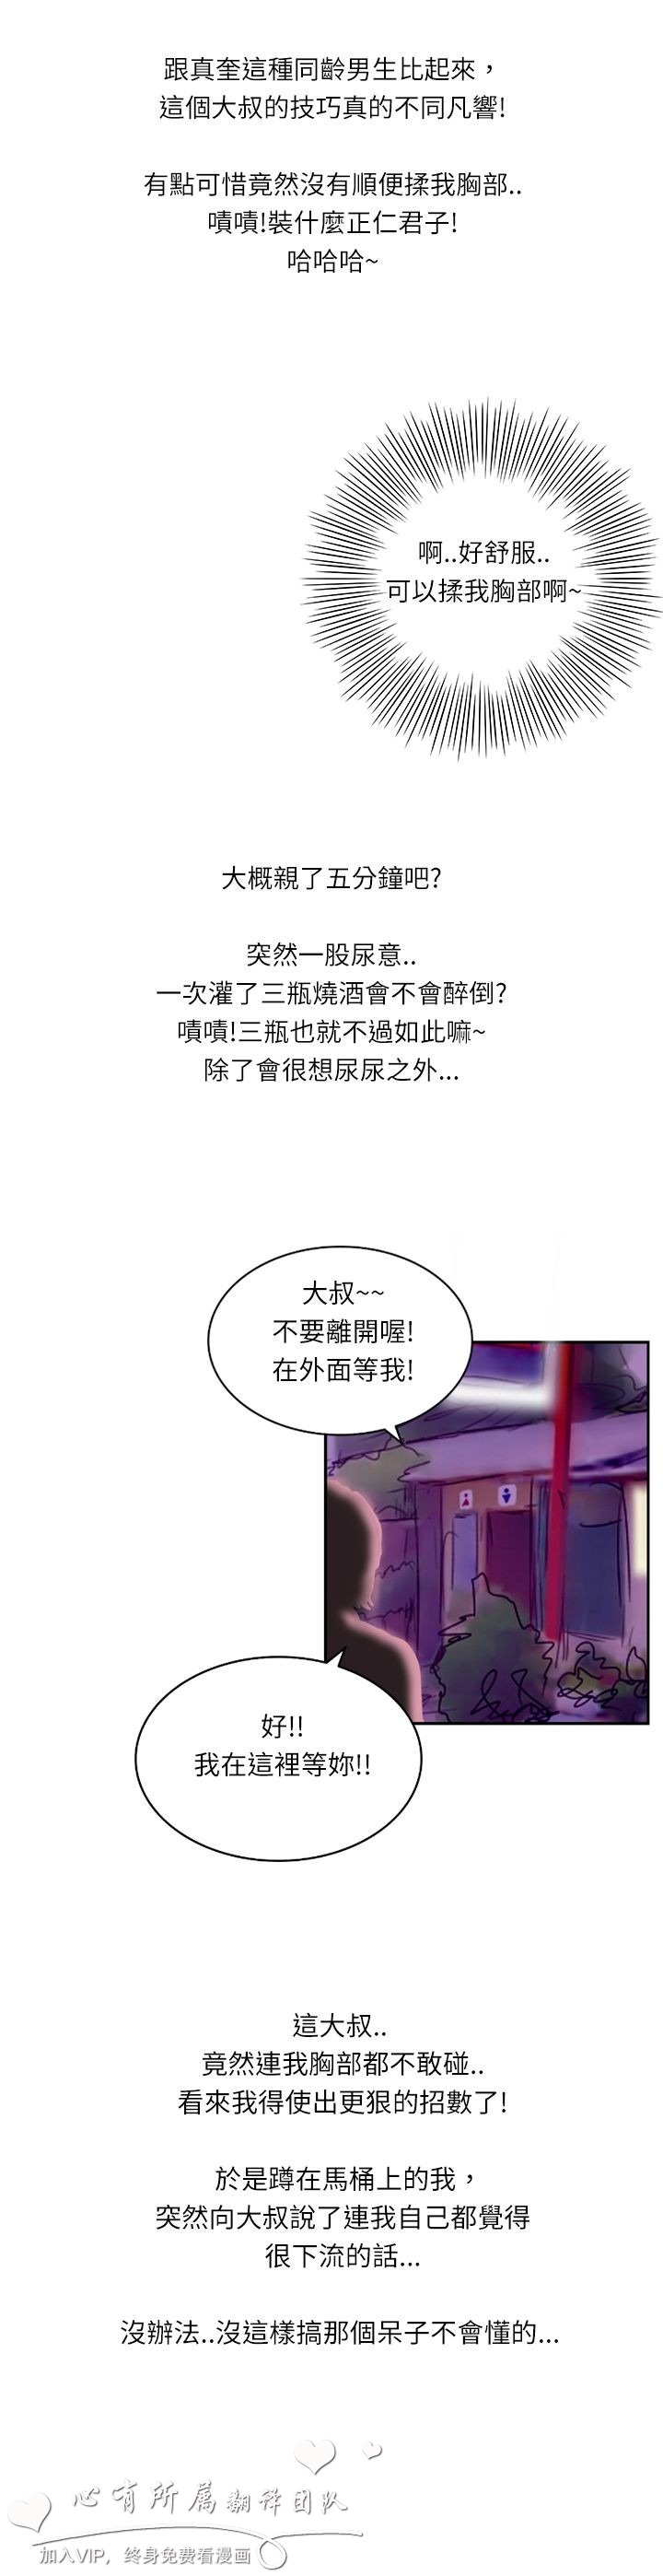 跟真奎這種同齡男生比起來，
這個大叔的技巧真的不同凡響!
有點可惜竟然沒有順便揉我胸部..
嘖嘖!裝什麼正仁君子!
哈哈哈~
啊..好舒服..
可以揉我胸部啊~
大概親了五分鐘吧?
突然一股尿意..
一次灌了三瓶燒酒會不會醉倒?
嘖嘖!三瓶也就不過如此嘛~
除了會很想尿尿之外...
大叔~~
不要離開喔!
在外面等我!
好!!
我在這裡等妳!!
這大叔..
竟然連我胸部都不敢碰..
看來我得使出更狠的招數了!
於是蹲在馬桶上的我，
突然向大叔說了連我自己都覺得
很下流的話...
沒辦法..沒這樣搞那個呆子不會懂的...
心有所属翻译团队
加入VIP，终身免费看漫画